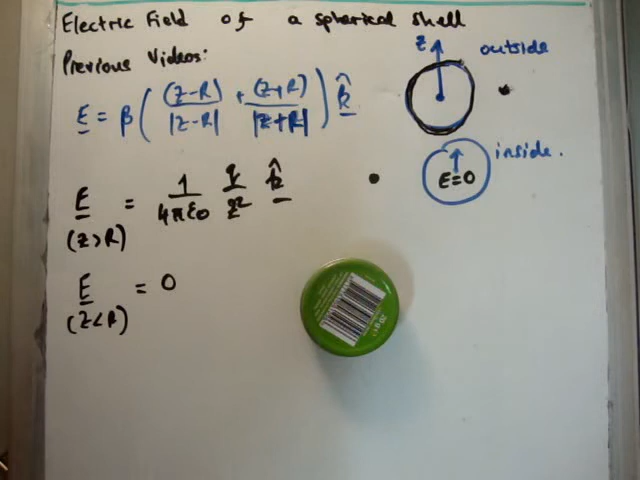 Electric Field of a spherical shell
Previous Videos:
z outside
E = β( (z-R)/|z-R| + (z+R)/|z+R| ) k̂
inside.
E=0
E = 1/4πε0 q/z² k̂
(z>R)
E = 0
(z<R)